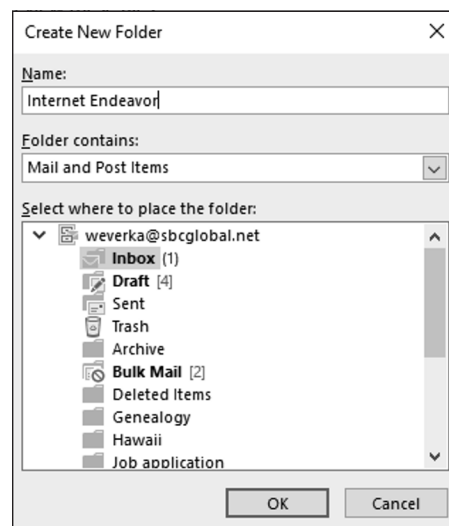 Create New Folder
Name:
Internet Endeavor
Folder contains:
Mail and Post Items
Select where to place the folder:
weverka@sbcglobal.net
Inbox (1)
Draft [4]
Sent
Trash
Archive
Bulk Mail [2]
Deleted Items
Genealogy
Hawaii
Job application
OK Cancel